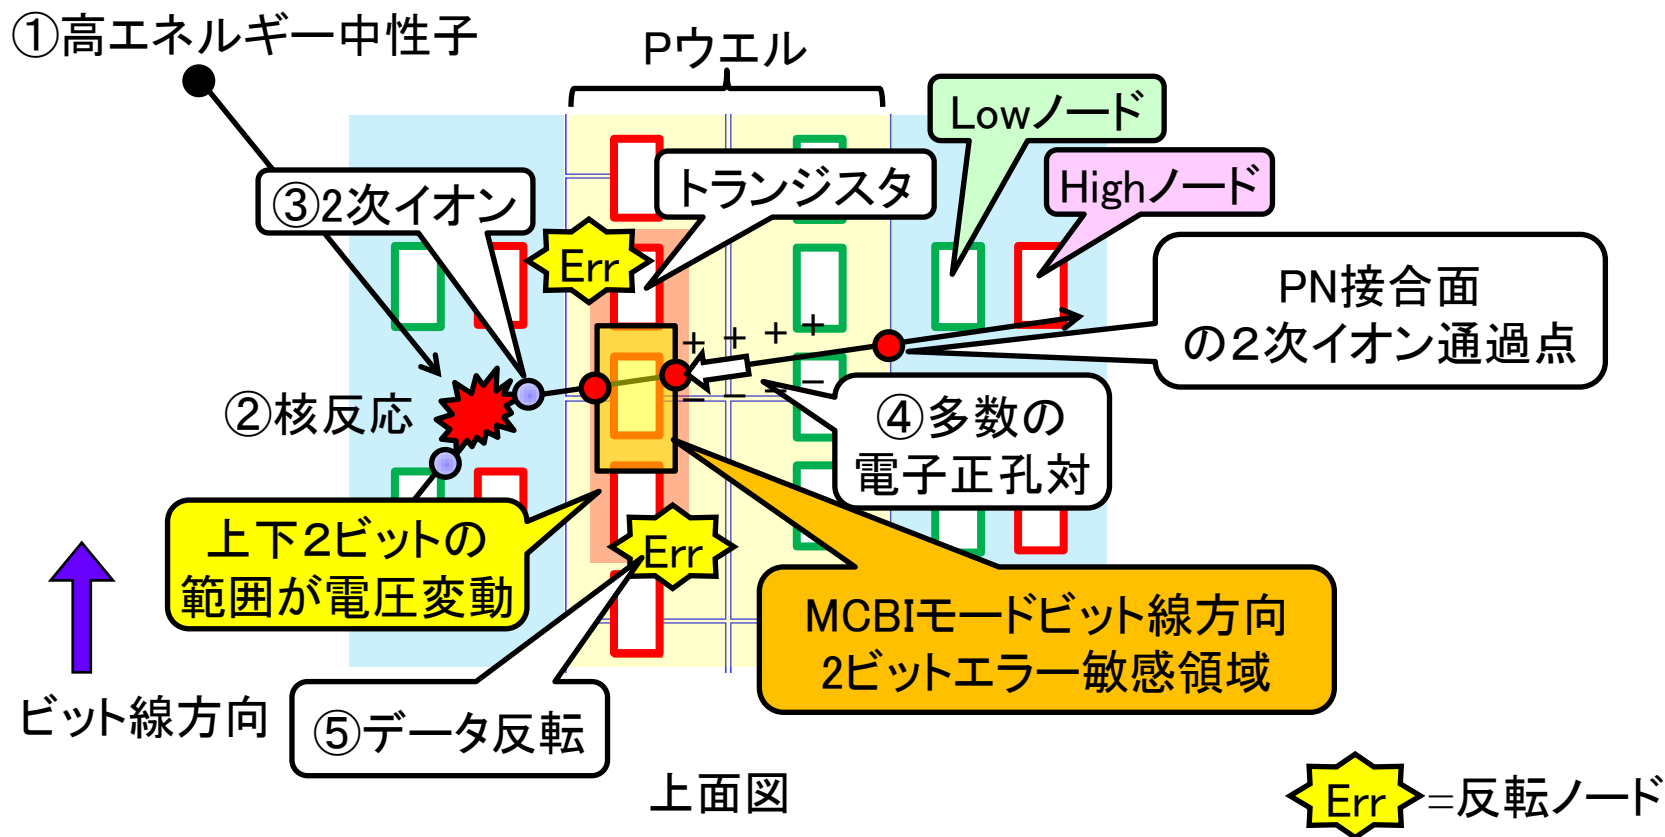 ①高エネルギー中性子
Pウエル
Lowノード
Highノード
③2次イオン
トランジスタ
Err
PN接合面
の２次イオン通過点
+ + + +
− − − −
②核反応
④多数の
電子正孔対
上下２ビットの
範囲が電圧変動
Err
MCBIモードビット線方向
2ビットエラー敏感領域
ビット線方向
⑤データ反転
上面図
Err =反転ノード